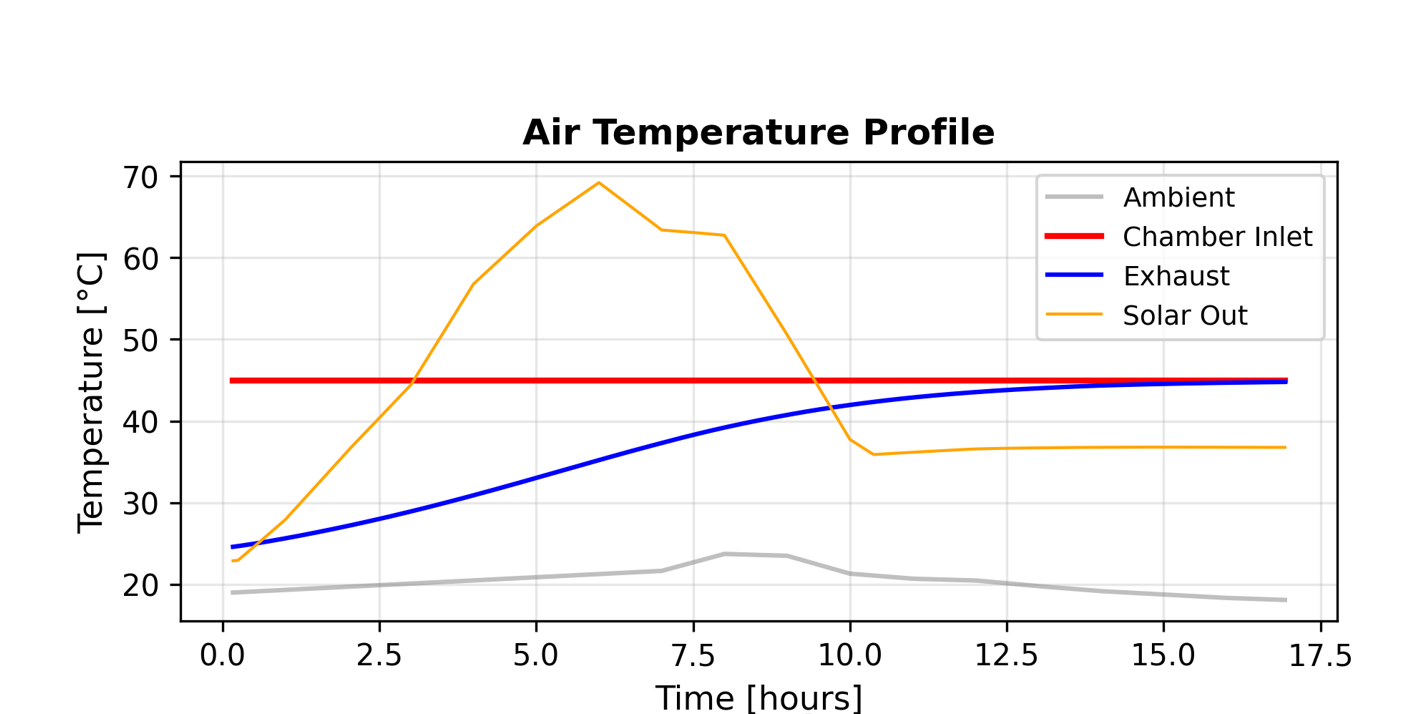 Air Temperature Profile
70
60
50
40
30
20
Temperature [°C]
Ambient
Chamber Inlet
Exhaust
Solar Out
0.0 2.5 5.0 7.5 10.0 12.5 15.0 17.5
Time [hours]